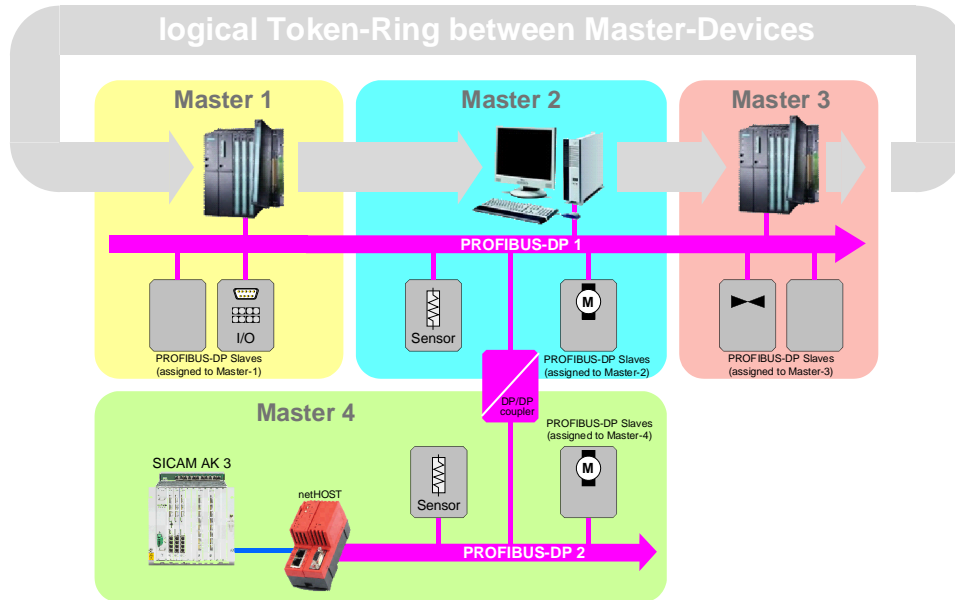 logical Token-Ring between Master-Devices
Master 1
Master 2
Master 3
PROFIBUS-DP 1
I/O
Sensor
M
PROFIBUS-DP Slaves
(assigned to Master-1)
PROFIBUS-DP Slaves
(assigned to Master-2)
PROFIBUS-DP Slaves
(assigned to Master-3)
DP/DP
coupler
Master 4
PROFIBUS-DP Slaves
(assigned to Master-4)
SICAM AK 3
netHOST
Sensor
M
PROFIBUS-DP 2